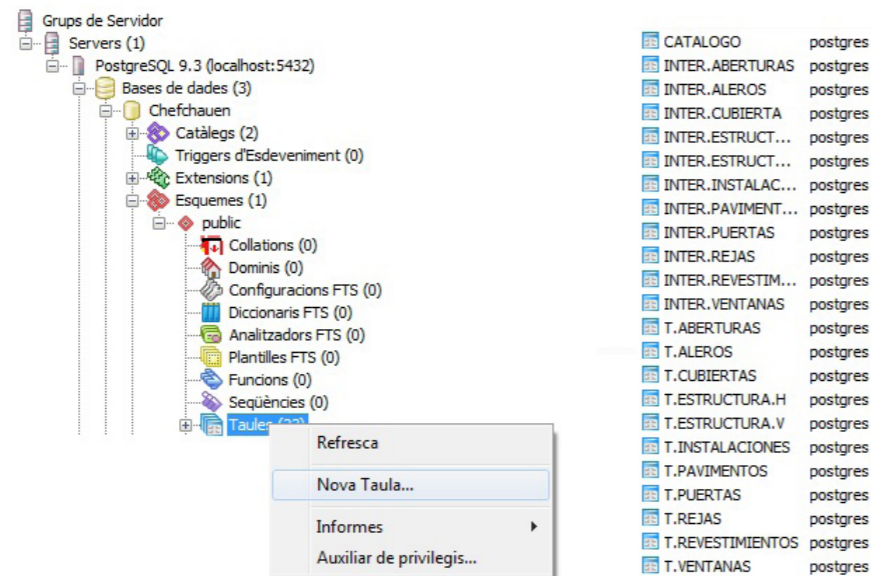 Grups de Servidor
Servers (1)
PostgreSQL 9.3 (localhost:5432)
Bases de dades (3)
Chefchauen
Catàlegs (2)
Triggers d'Esdeveniment (0)
Extensions (1)
Esquemes (1)
public
Collations (0)
Dominis (0)
Configuracions FTS (0)
Diccionaris FTS (0)
Analitzadors FTS (0)
Plantilles FTS (0)
Funcions (0)
Seqüències (0)
Taules
Refresca
Nova Taula...
Informes
Auxiliar de privilegis...
CATALOGO postgres
INTER.ABERTURAS postgres
INTER.ALEROS postgres
INTER.CUBIERTA postgres
INTER.ESTRUCT... postgres
INTER.ESTRUCT... postgres
INTER.INSTALAC... postgres
INTER.PAVIMENT... postgres
INTER.PUERTAS postgres
INTER.REJAS postgres
INTER.REVESTIM... postgres
INTER.VENTANAS postgres
T.ABERTURAS postgres
T.ALEROS postgres
T.CUBIERTAS postgres
T.ESTRUCTURA.H postgres
T.ESTRUCTURA.V postgres
T.INSTALACIONES postgres
T.PAVIMENTOS postgres
T.PUERTAS postgres
T.REJAS postgres
T.REVESTIMIENTOS postgres
T.VENTANAS postgres